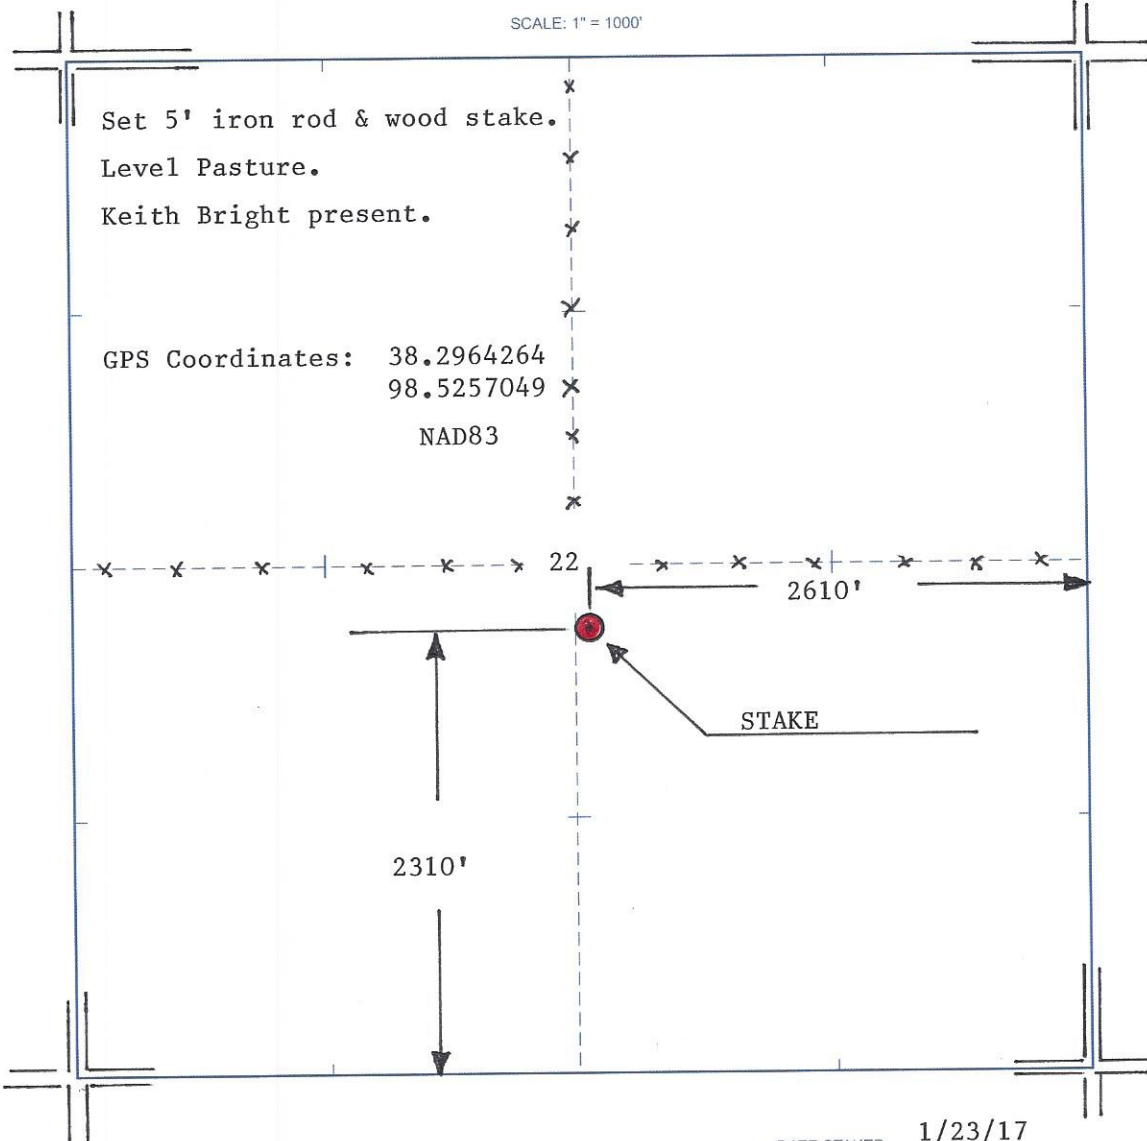 SCALE: 1" = 1000'
Set 5' iron rod & wood stake.
Level Pasture.
Keith Bright present.
GPS Coordinates: 38.2964264
98.5257049
NAD83
22
2610'
STAKE
2310'
1/23/17